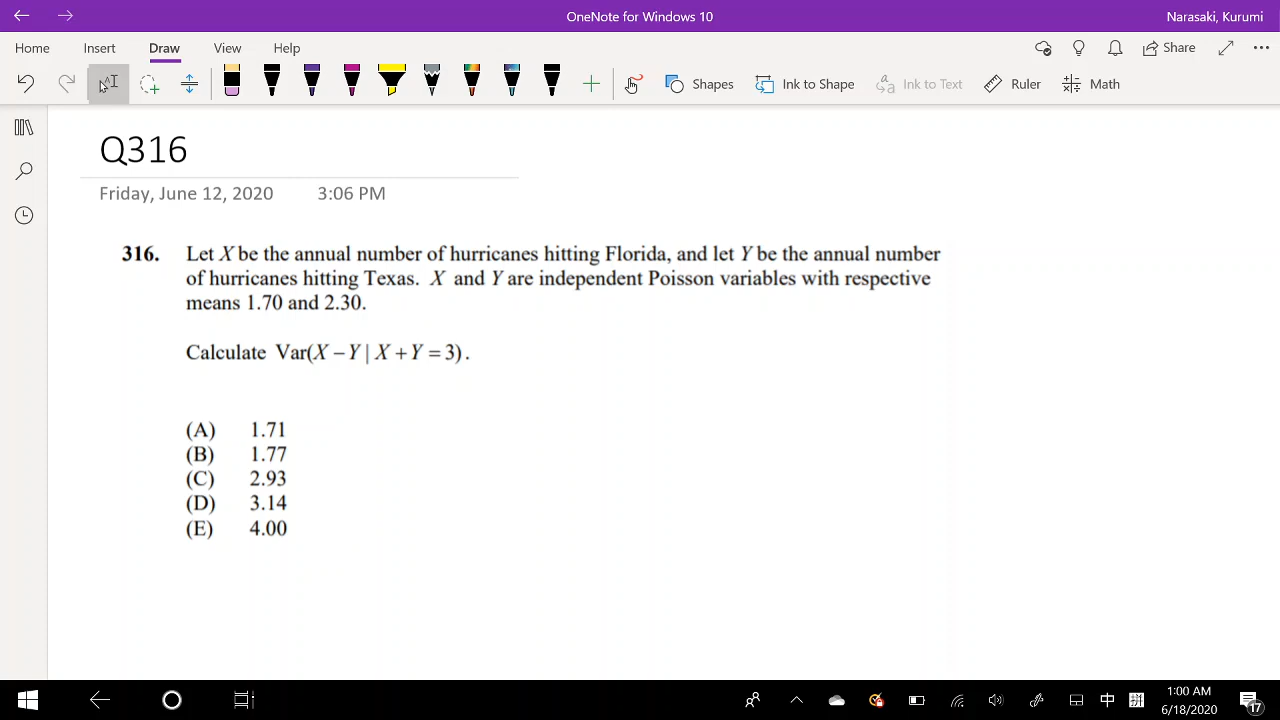 OneNote for Windows 10
Narasaki, Kurumi
Home Insert Draw View Help
Share
Shapes Ink to Shape Ink to Text Ruler Math
Q316
Friday, June 12, 2020 3:06 PM
316. Let X be the annual number of hurricanes hitting Florida, and let Y be the annual number
of hurricanes hitting Texas. X and Y are independent Poisson variables with respective
means 1.70 and 2.30.
Calculate Var(X − Y | X + Y = 3).
(A) 1.71
(B) 1.77
(C) 2.93
(D) 3.14
(E) 4.00
中 拼
1:00 AM
6/18/2020
17